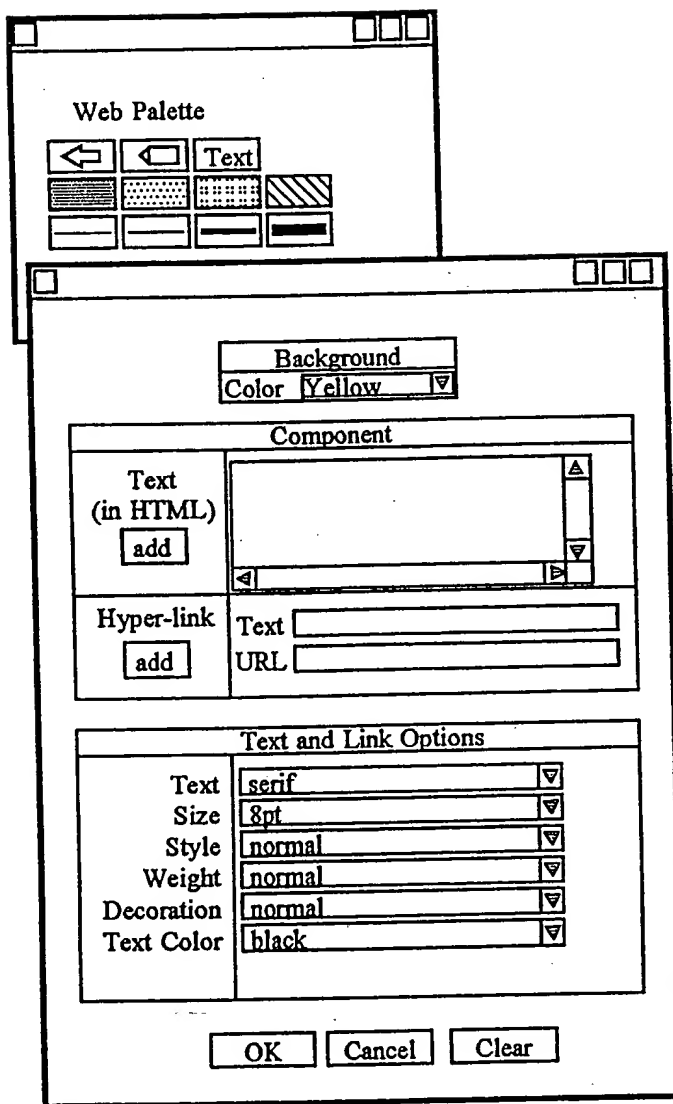 Web Palette
Text
Background
Color Yellow
Component
Text
(in HTML)
add
Hyper-link
add
Text
URL
Text and Link Options
Text serif
Size 8pt
Style normal
Weight normal
Decoration normal
Text Color black
OK Cancel Clear